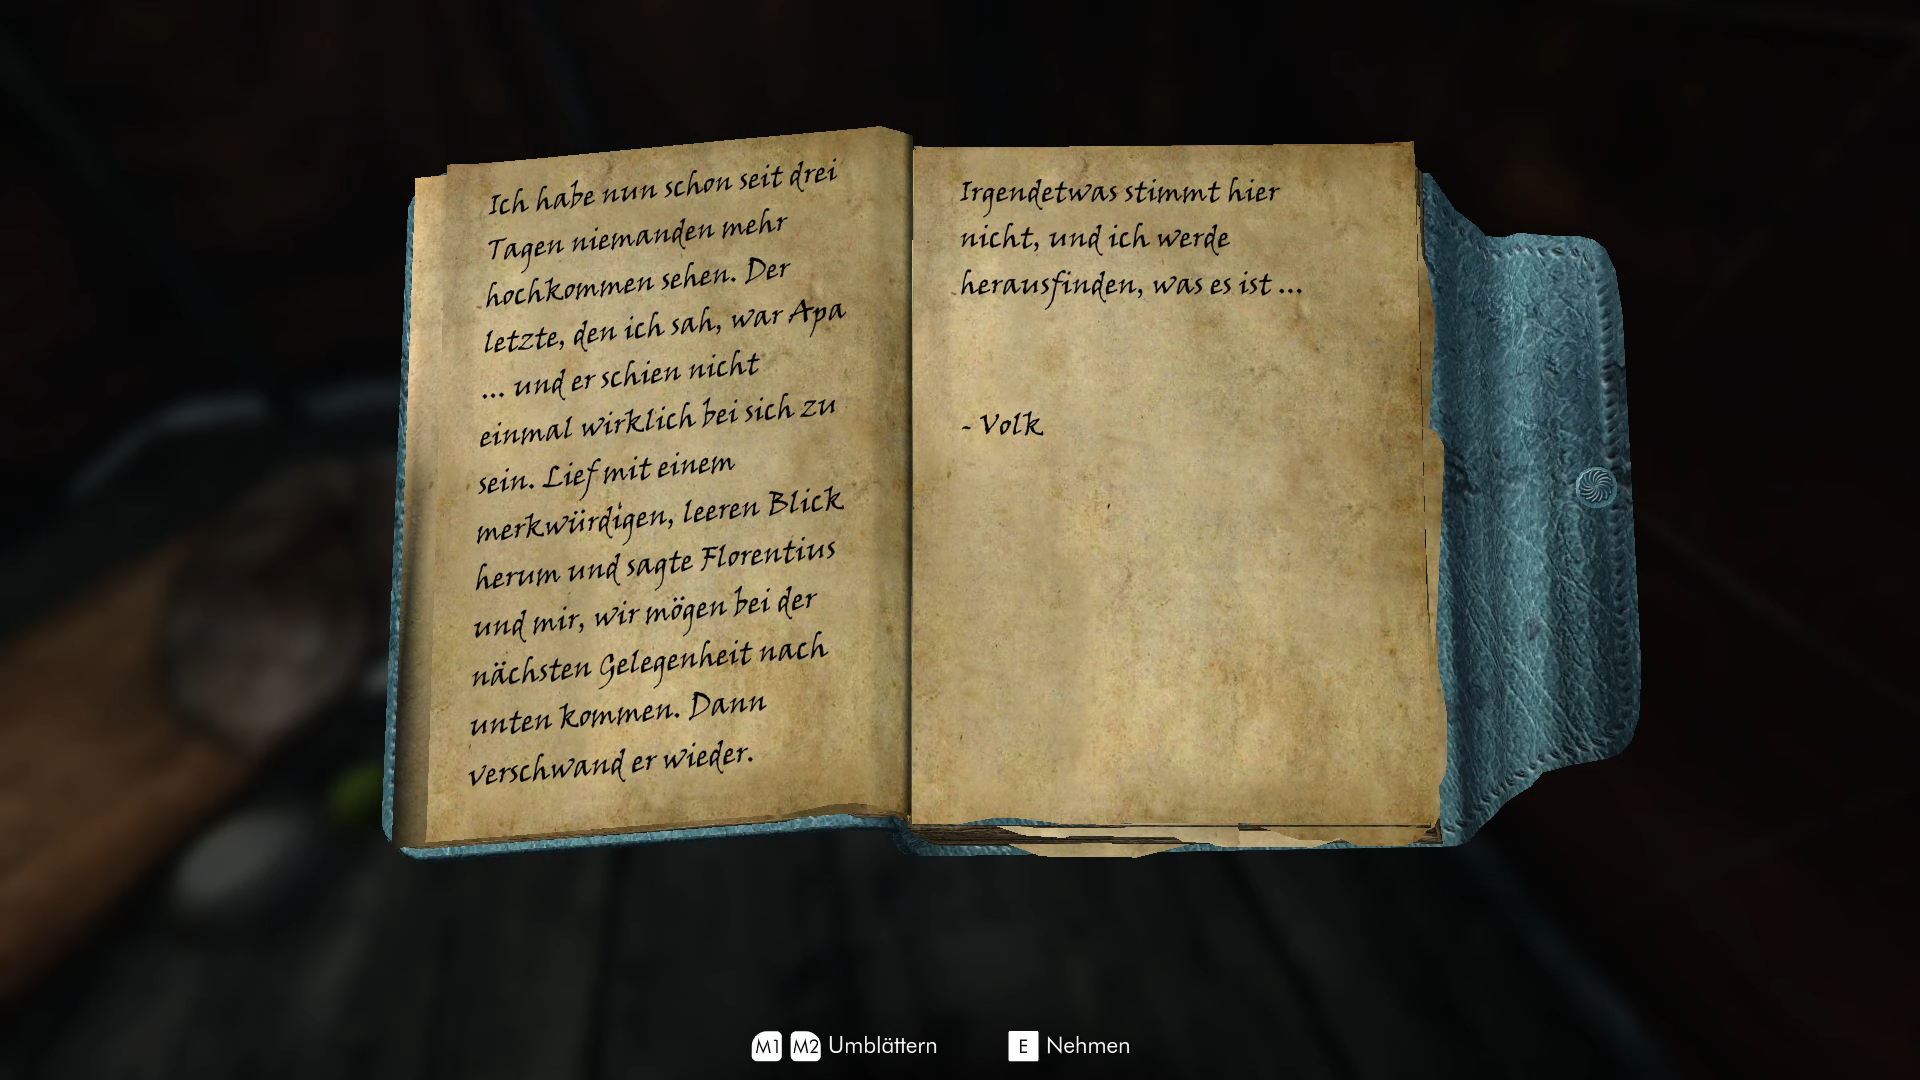 Ich habe nun schon seit drei
Tagen niemanden mehr
hochkommen sehen. Der
letzte, den ich sah, war Apa
... und er schien nicht
einmal wirklich bei sich zu
sein. Lief mit einem
merkwürdigen, leeren Blick
herum und sagte Florentius
und mir, wir mögen bei der
nächsten Gelegenheit nach
unten kommen. Dann
verschwand er wieder.
Irgendetwas stimmt hier
nicht, und ich werde
herausfinden, was es ist ...
- Volk
M1 M2 Umblättern
E Nehmen